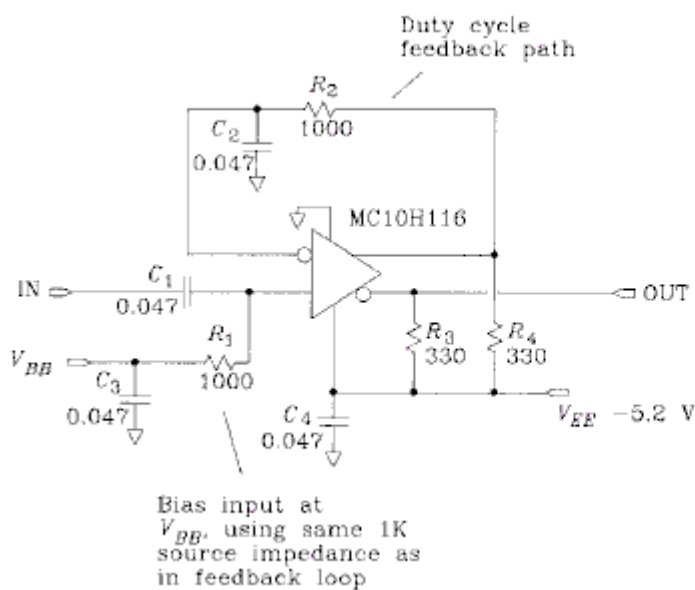 Duty cycle
feedback path
R2
1000
C2
0.047
MC10H116
IN
C1
0.047
OUT
R1
1000
VBB
C3
0.047
R3
330
R4
330
C4
0.047
VEE -5.2 V
Bias input at
VBB, using same 1K
source impedance as
in feedback loop